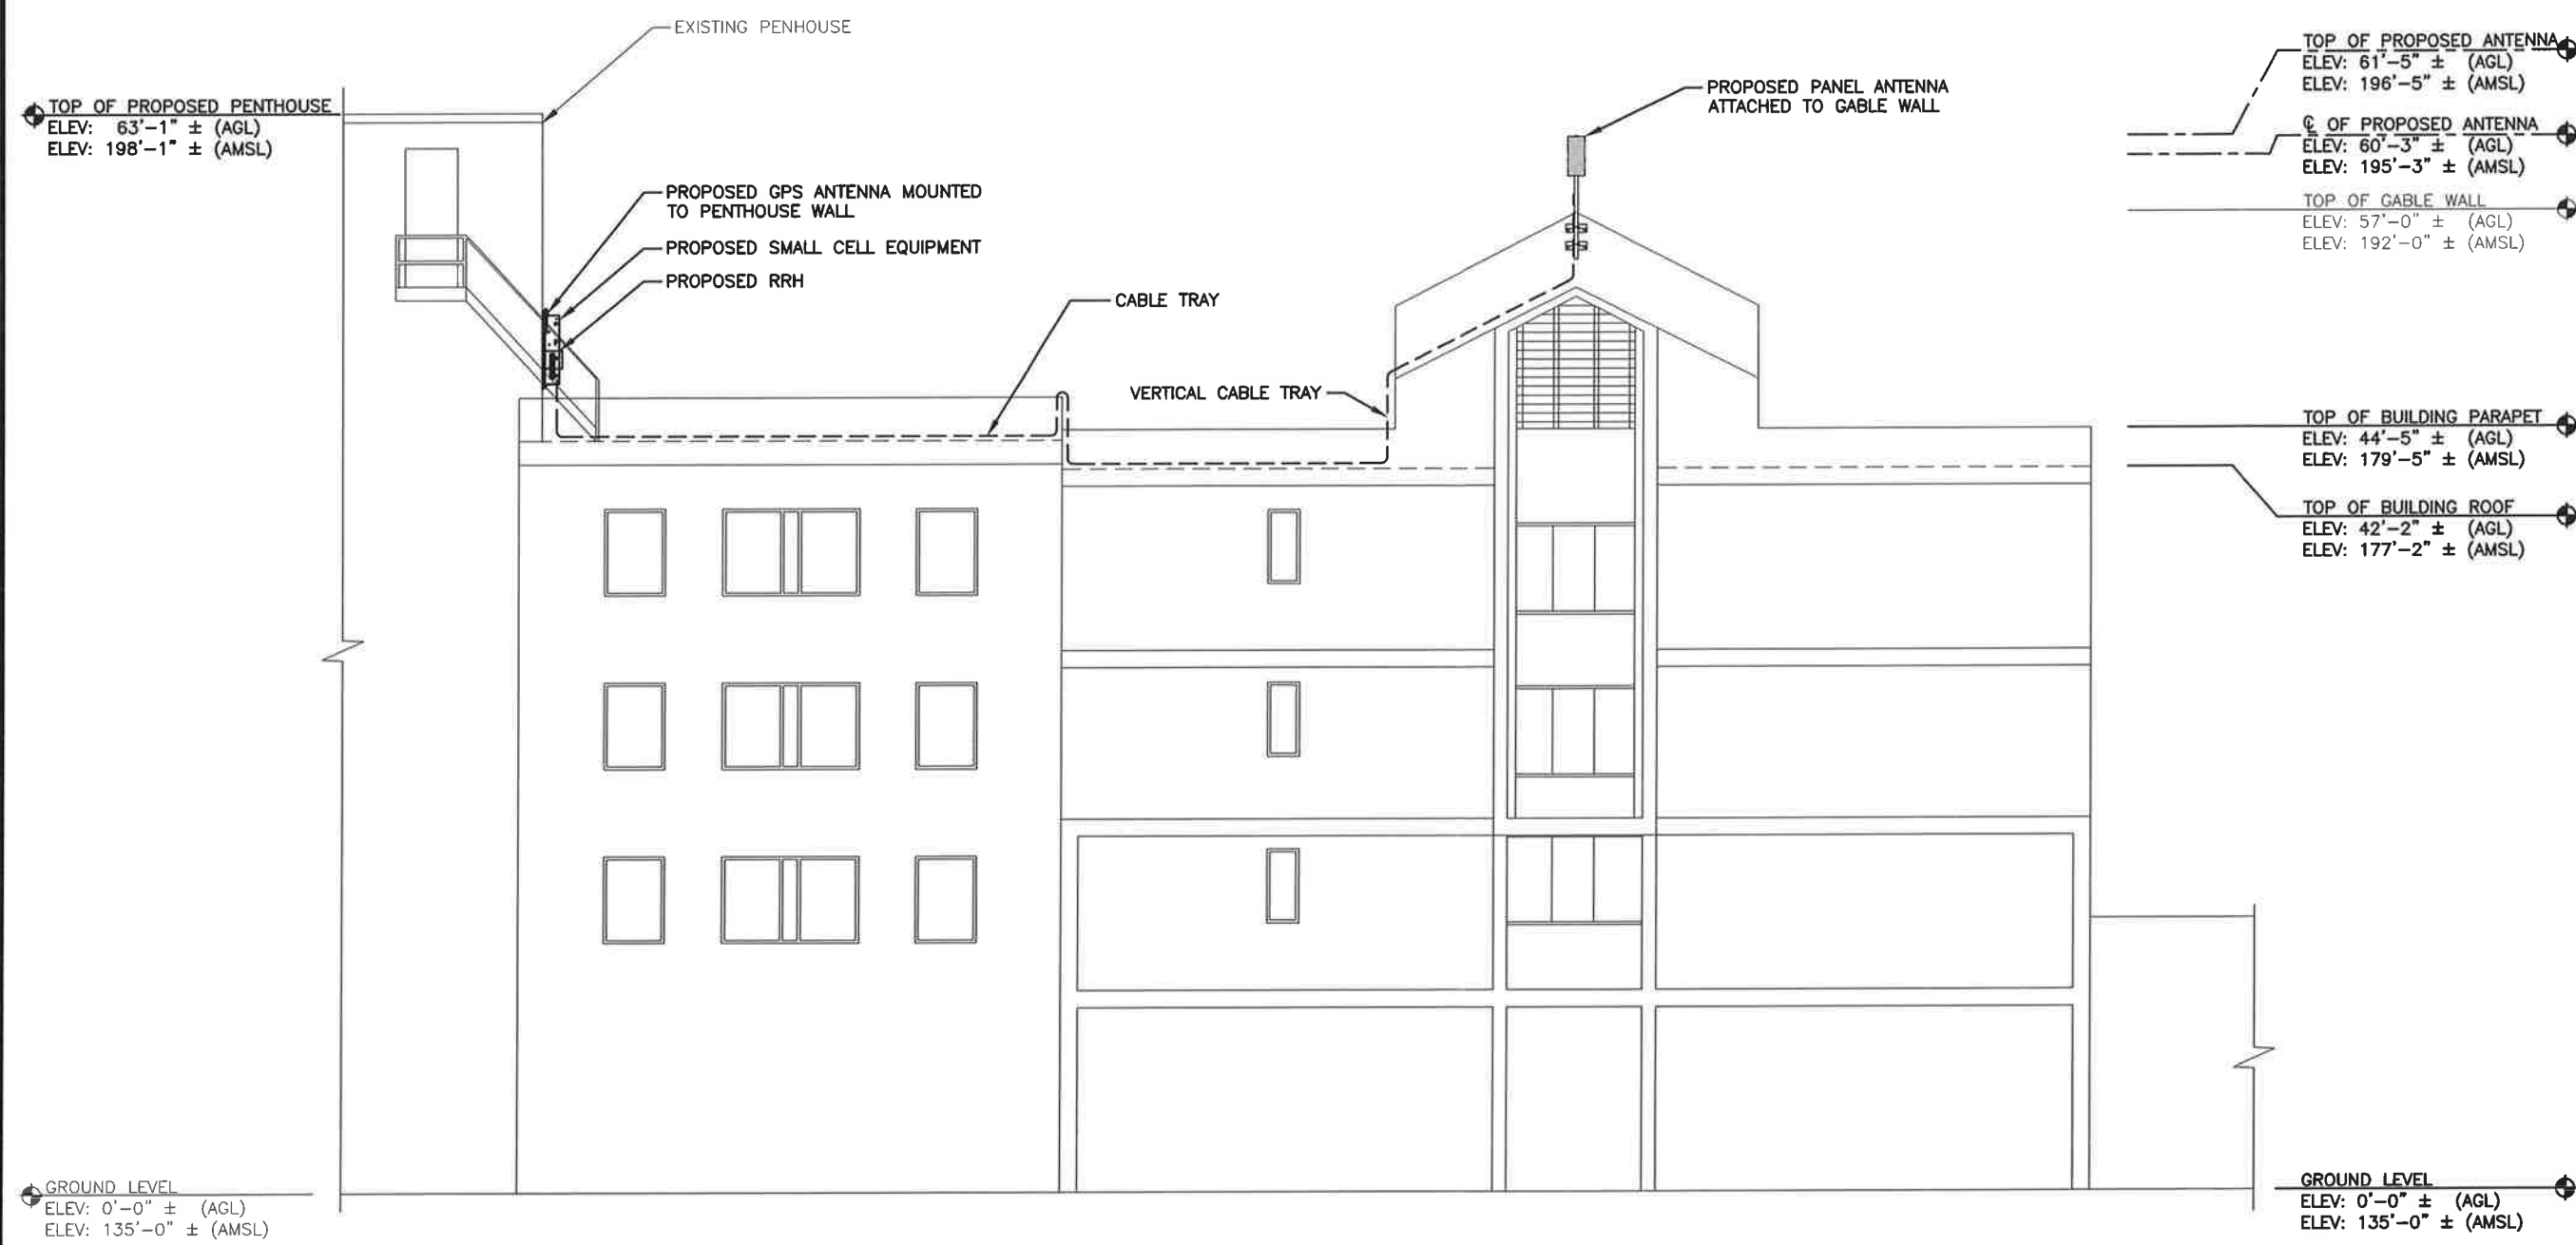 EXISTING PENHOUSE
TOP OF PROPOSED PENTHOUSE
ELEV: 63'-1" ± (AGL)
ELEV: 198'-1" ± (AMSL)
PROPOSED GPS ANTENNA MOUNTED
TO PENTHOUSE WALL
PROPOSED SMALL CELL EQUIPMENT
PROPOSED RRH
CABLE TRAY
VERTICAL CABLE TRAY
PROPOSED PANEL ANTENNA
ATTACHED TO GABLE WALL
TOP OF PROPOSED ANTENNA
ELEV: 61'-5" ± (AGL)
ELEV: 196'-5" ± (AMSL)
℄ OF PROPOSED ANTENNA
ELEV: 60'-3" ± (AGL)
ELEV: 195'-3" ± (AMSL)
TOP OF GABLE WALL
ELEV: 57'-0" ± (AGL)
ELEV: 192'-0" ± (AMSL)
TOP OF BUILDING PARAPET
ELEV: 44'-5" ± (AGL)
ELEV: 179'-5" ± (AMSL)
TOP OF BUILDING ROOF
ELEV: 42'-2" ± (AGL)
ELEV: 177'-2" ± (AMSL)
GROUND LEVEL
ELEV: 0'-0" ± (AGL)
ELEV: 135'-0" ± (AMSL)
GROUND LEVEL
ELEV: 0'-0" ± (AGL)
ELEV: 135'-0" ± (AMSL)